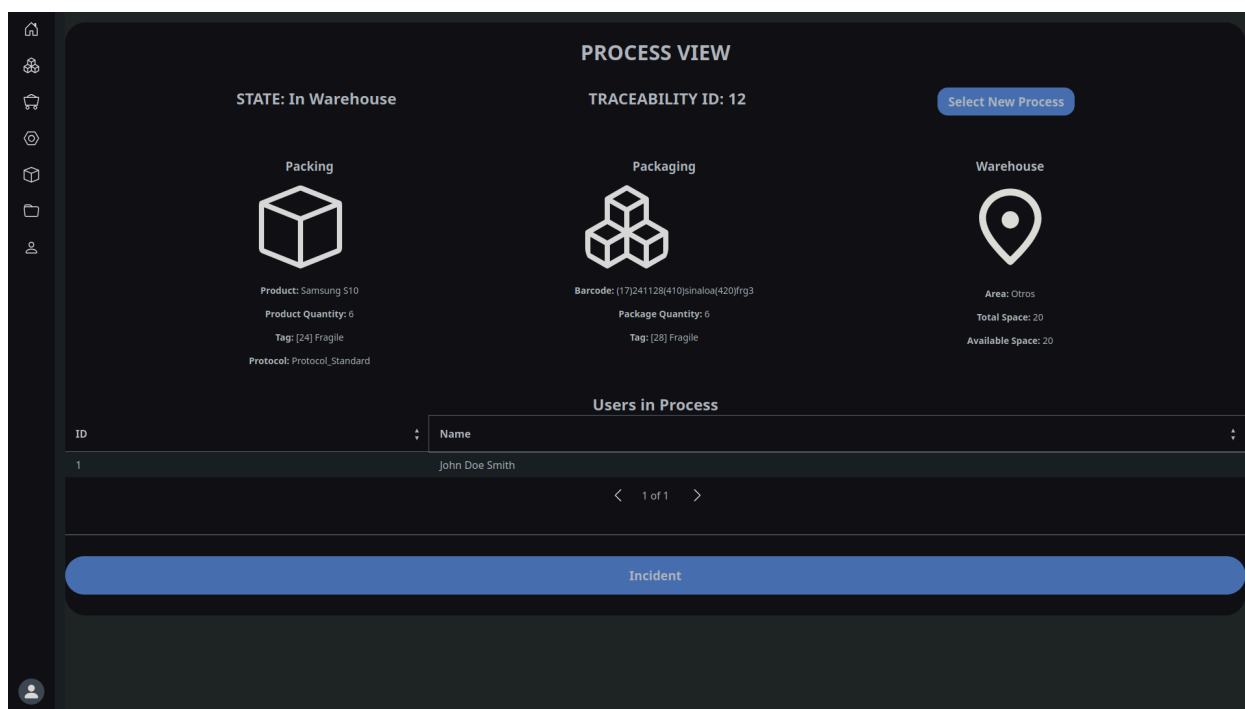 PROCESS VIEW
STATE: In Warehouse
TRACEABILITY ID: 12
Select New Process
Packing
Product: Samsung S10
Product Quantity: 6
Tag: [24] Fragile
Protocol: Protocol_Standard
Packaging
Barcode: (17)241128(410)sinaloa(420)frg3
Package Quantity: 6
Tag: [28] Fragile
Warehouse
Area: Otros
Total Space: 20
Available Space: 20
Users in Process
ID Name
1 John Doe Smith
1 of 1
Incident